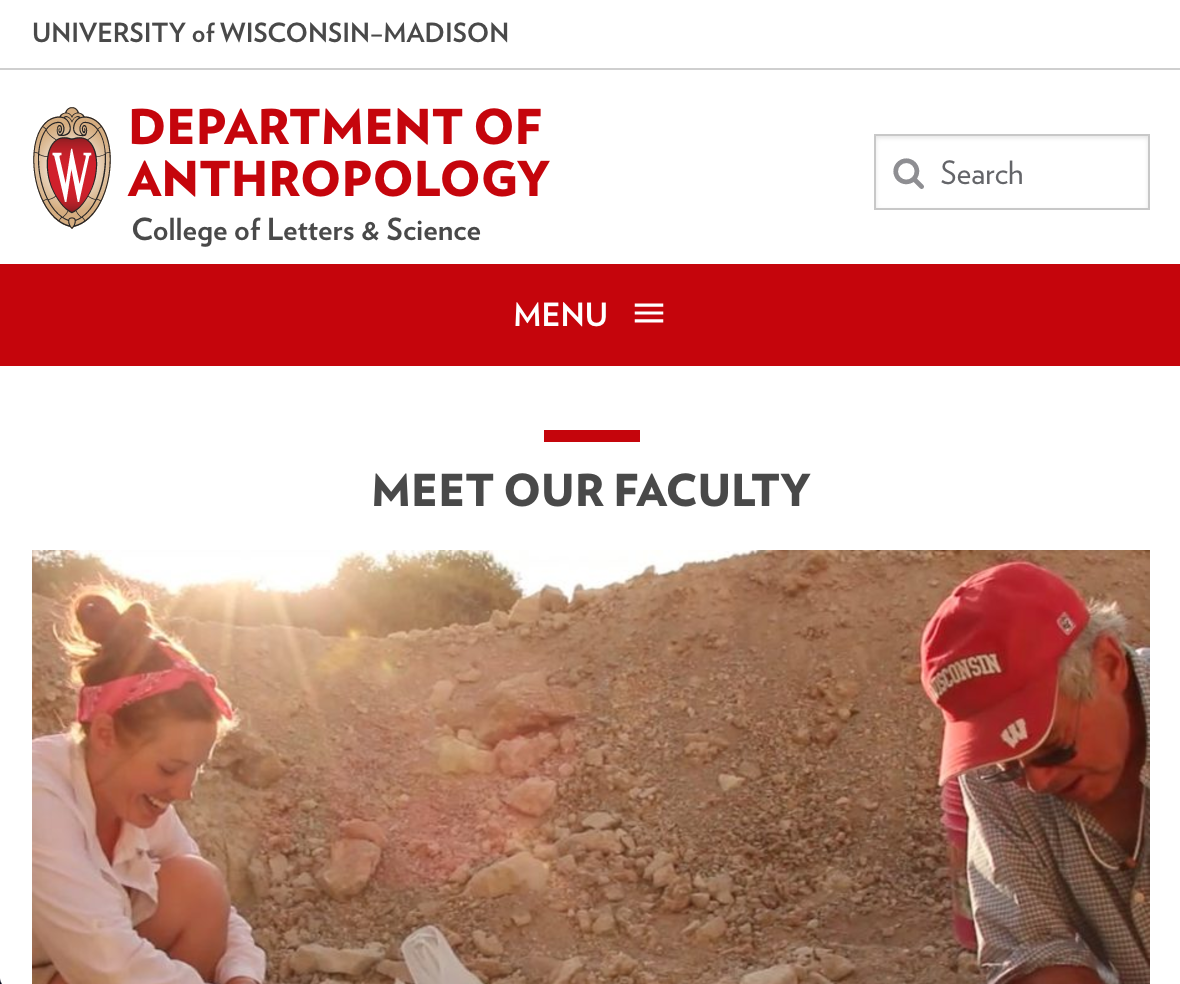 UNIVERSITY of WISCONSIN–MADISON
W
DEPARTMENT OF
ANTHROPOLOGY
College of Letters & Science
Search
MENU
MEET OUR FACULTY
WISCONSIN
W